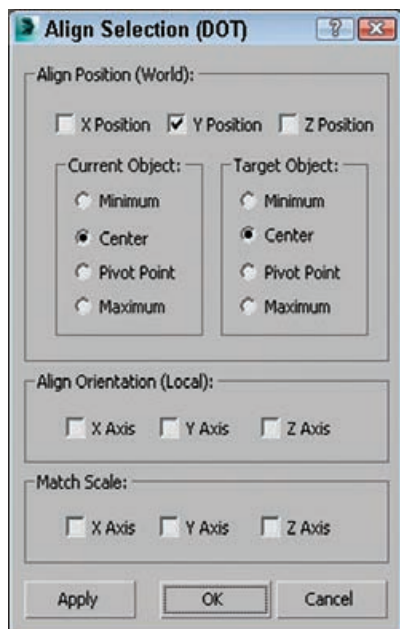 Align Selection (DOT)
Align Position (World):
X Position Y Position Z Position
Current Object: Target Object:
Minimum Minimum
Center Center
Pivot Point Pivot Point
Maximum Maximum
Align Orientation (Local):
X Axis Y Axis Z Axis
Match Scale:
X Axis Y Axis Z Axis
Apply OK Cancel